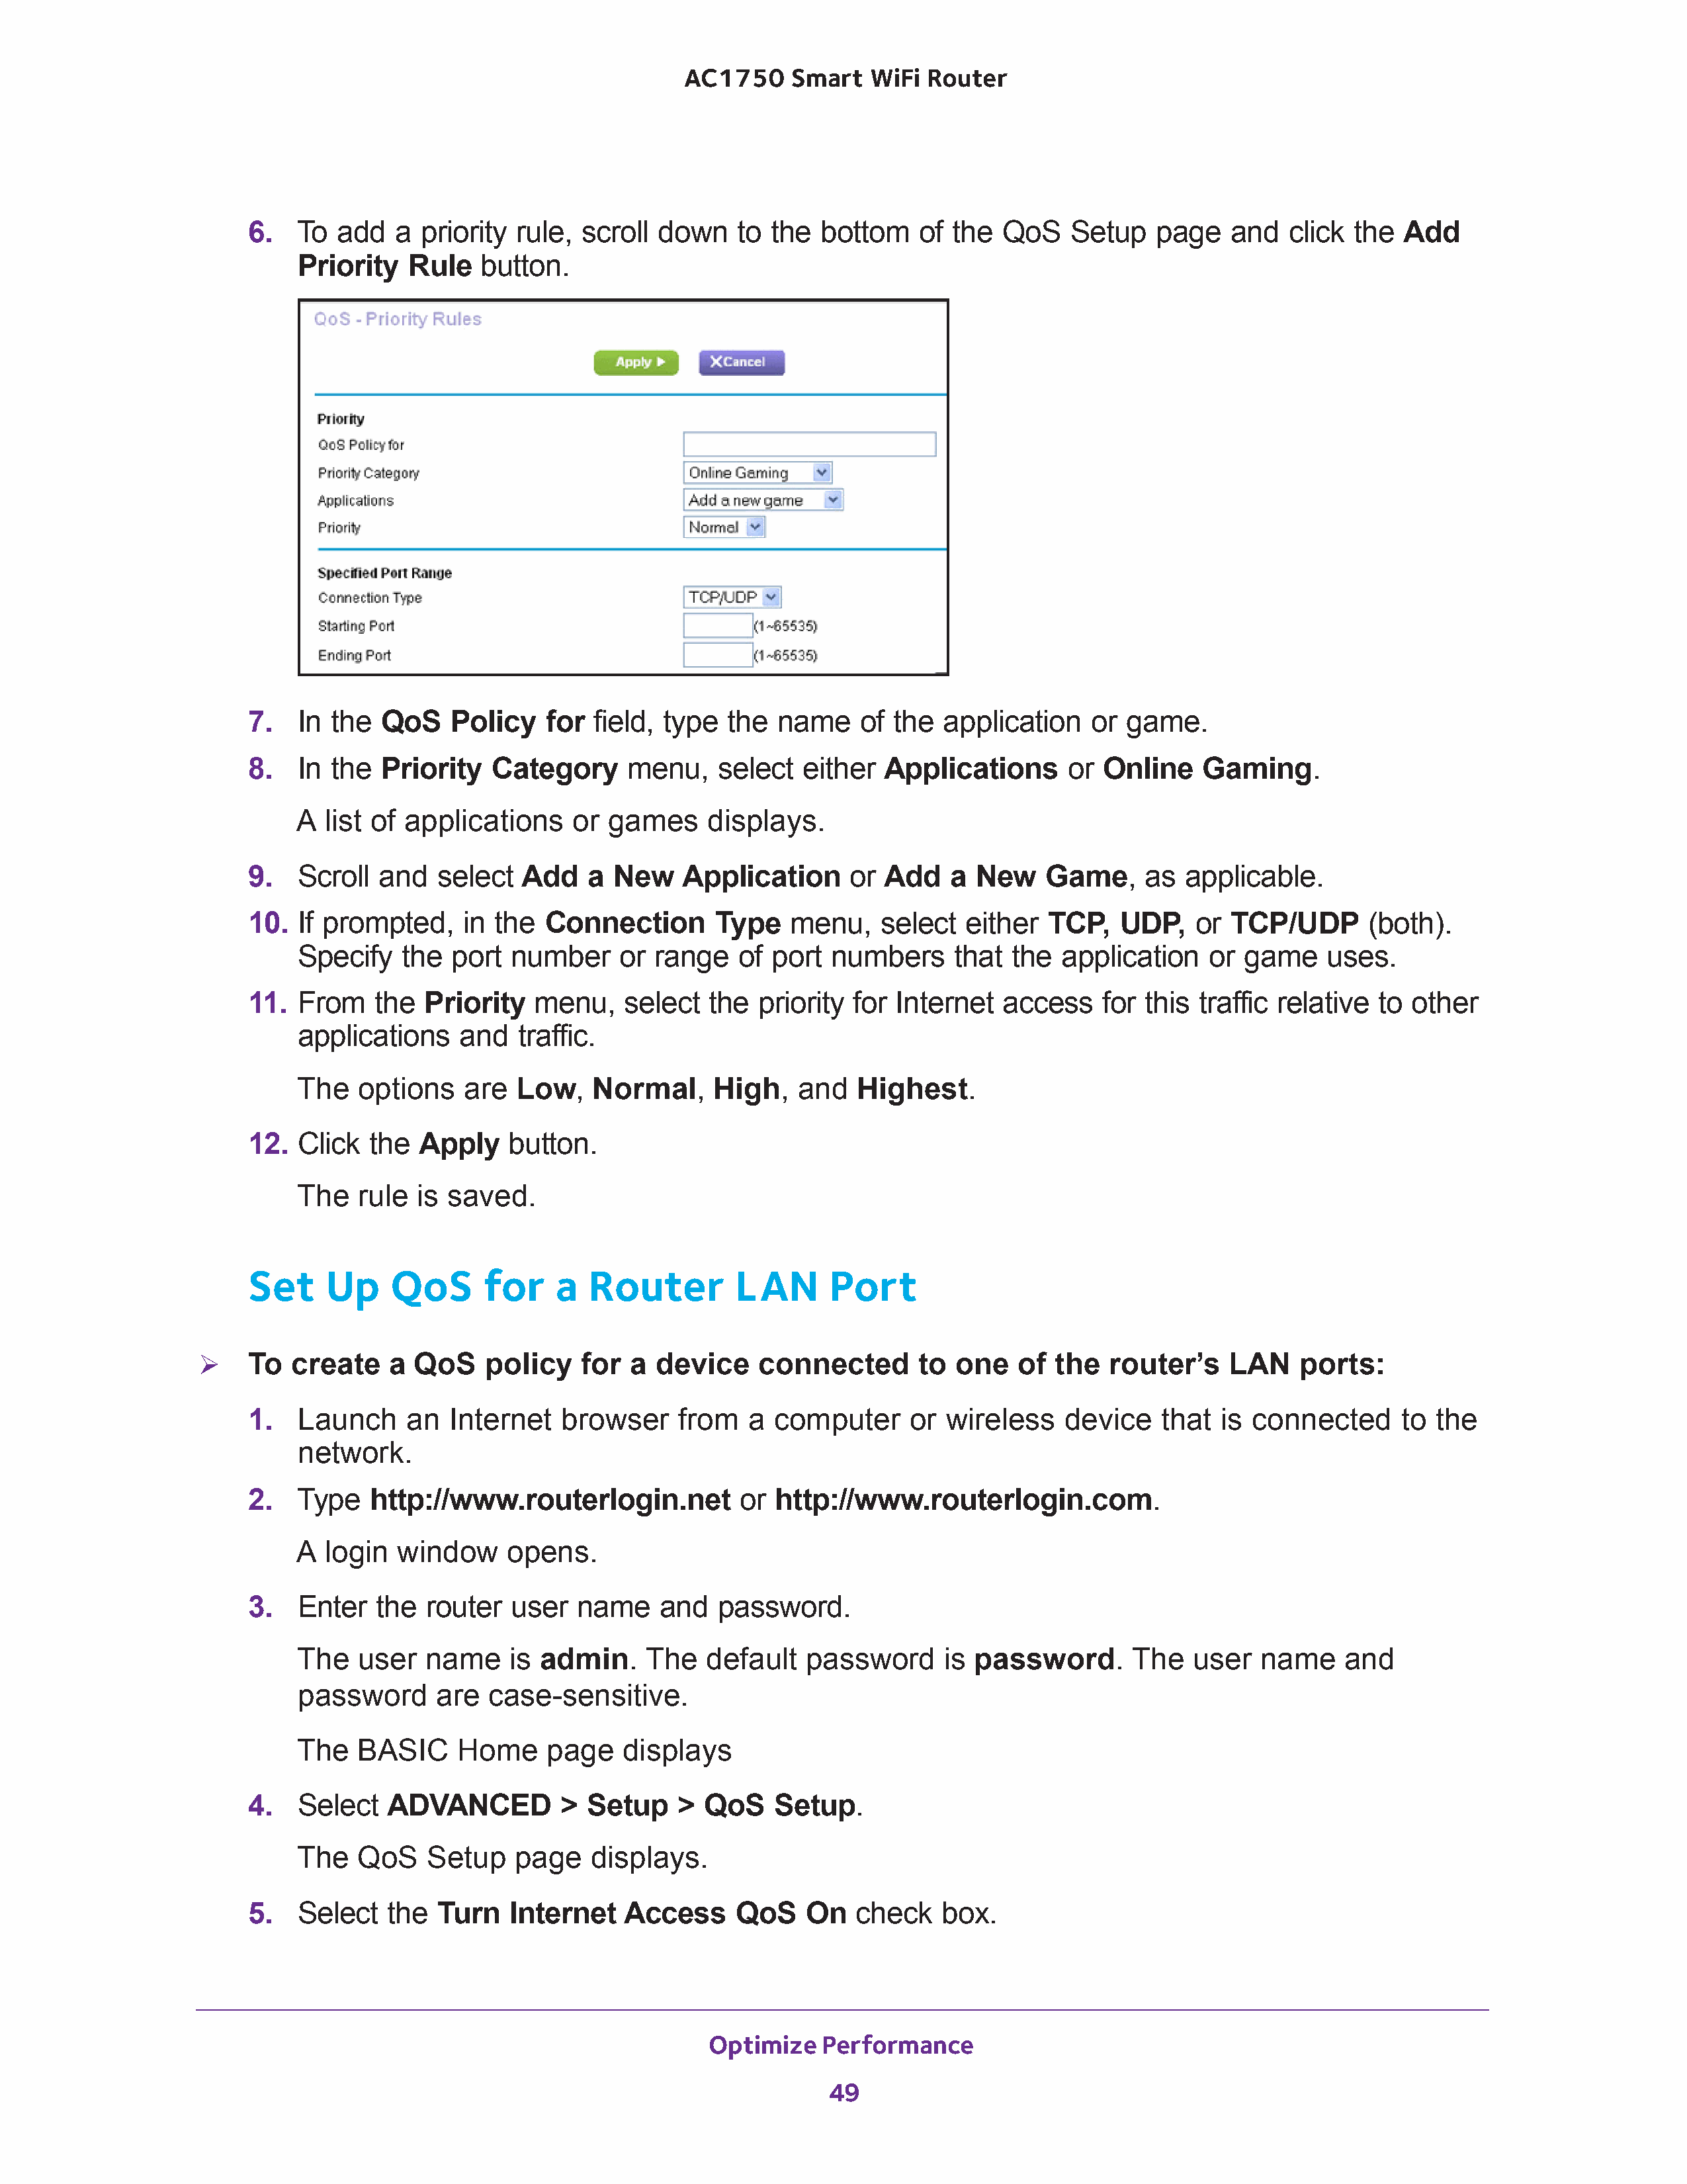 AC1750 Smart WiFi Router
6. To add a priority rule, scroll down to the bottom of the QoS Setup page and click the Add
Priority Rule button.
QoS - Priority Rules
Apply ► XCancel
Priority
QoS Policy for
Priority Category Online Gaming
Applications Add a new game
Priority Normal
Specified Port Range
Connection Type TCP/UDP
Starting Port (1~65535)
Ending Port (1~65535)
7. In the QoS Policy for field, type the name of the application or game.
8. In the Priority Category menu, select either Applications or Online Gaming.
A list of applications or games displays.
9. Scroll and select Add a New Application or Add a New Game, as applicable.
10. If prompted, in the Connection Type menu, select either TCP, UDP, or TCP/UDP (both).
Specify the port number or range of port numbers that the application or game uses.
11. From the Priority menu, select the priority for Internet access for this traffic relative to other
applications and traffic.
The options are Low, Normal, High, and Highest.
12. Click the Apply button.
The rule is saved.
Set Up QoS for a Router LAN Port
➢ To create a QoS policy for a device connected to one of the router’s LAN ports:
1. Launch an Internet browser from a computer or wireless device that is connected to the
network.
2. Type http://www.routerlogin.net or http://www.routerlogin.com.
A login window opens.
3. Enter the router user name and password.
The user name is admin. The default password is password. The user name and
password are case-sensitive.
The BASIC Home page displays
4. Select ADVANCED > Setup > QoS Setup.
The QoS Setup page displays.
5. Select the Turn Internet Access QoS On check box.
Optimize Performance
49